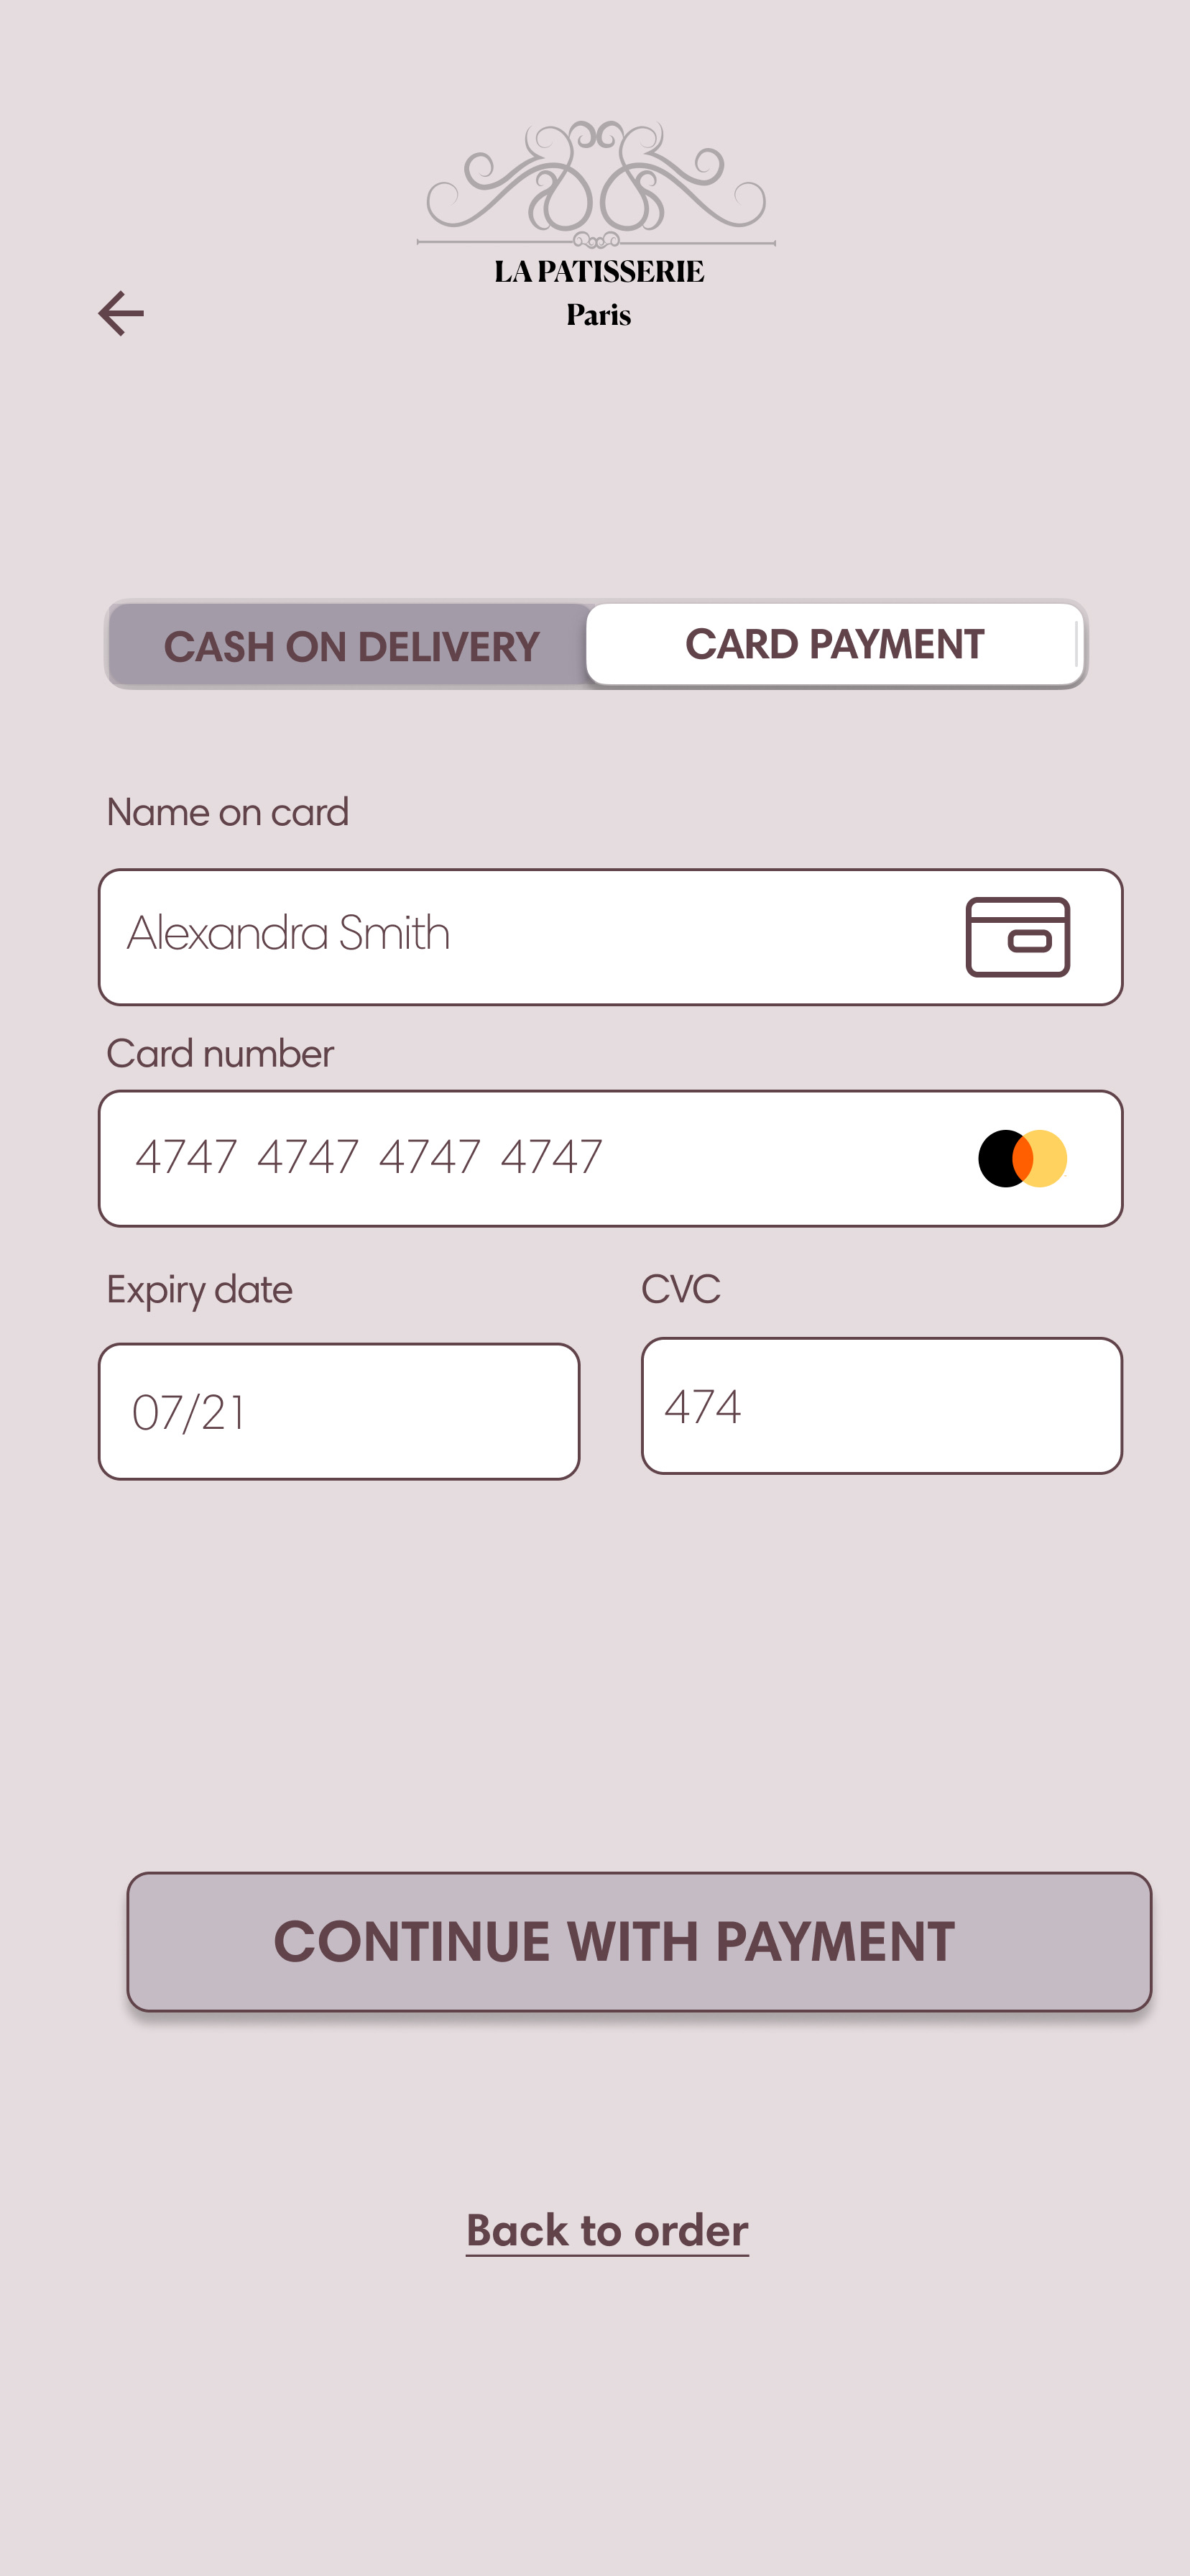 LA PATISSERIE
Paris
CASH ON DELIVERY
CARD PAYMENT
Name on card
Alexandra Smith
Card number
4747 4747 4747 4747
Expiry date
CVC
07/21
474
CONTINUE WITH PAYMENT
Back to order